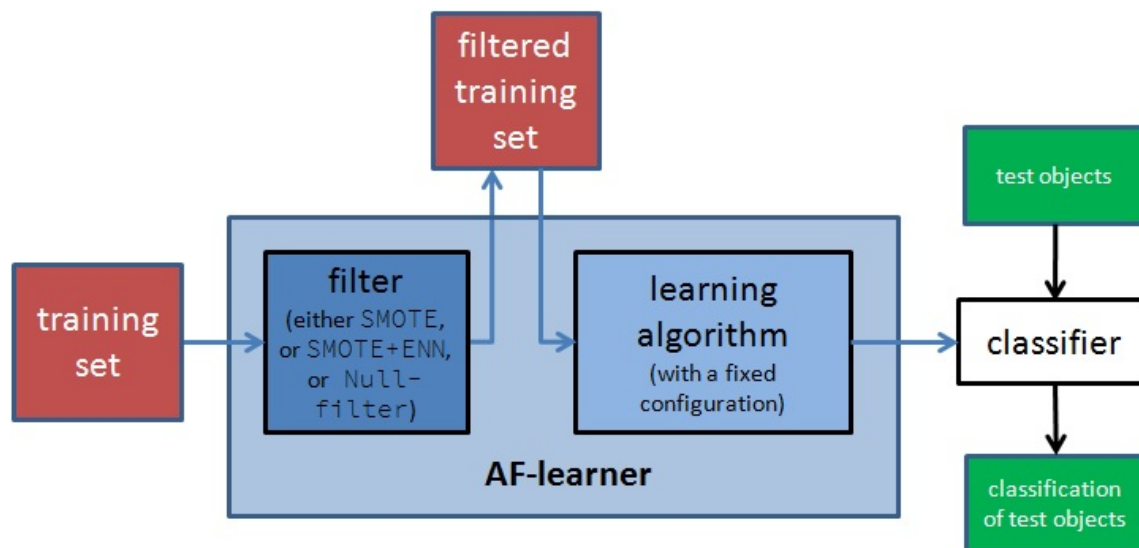 filtered
training
set
test objects
training
set
filter
(either SMOTE,
or SMOTE+ENN,
or Null-
filter)
learning
algorithm
(with a fixed
configuration)
classifier
AF-learner
classification
of test objects